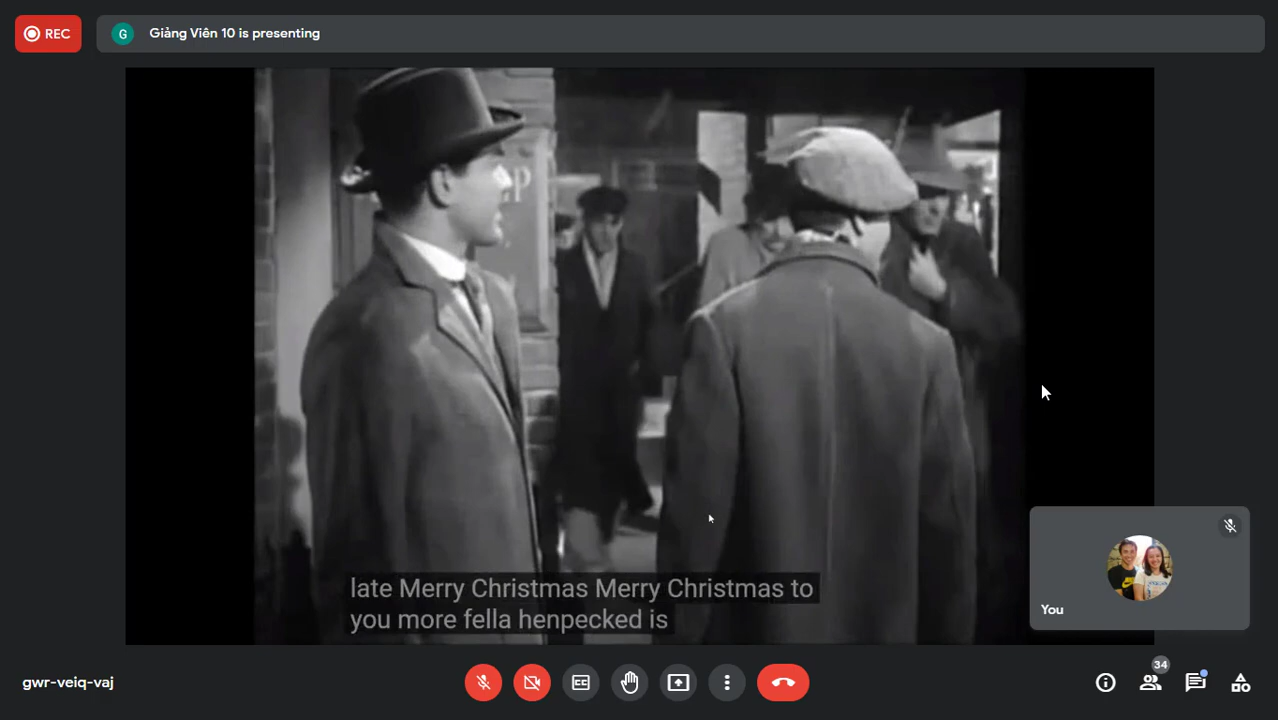 REC
G
Giảng Viên 10 is presenting
late Merry Christmas Merry Christmas to
you more fella henpecked is
You
gwr-veiq-vaj
CC
34